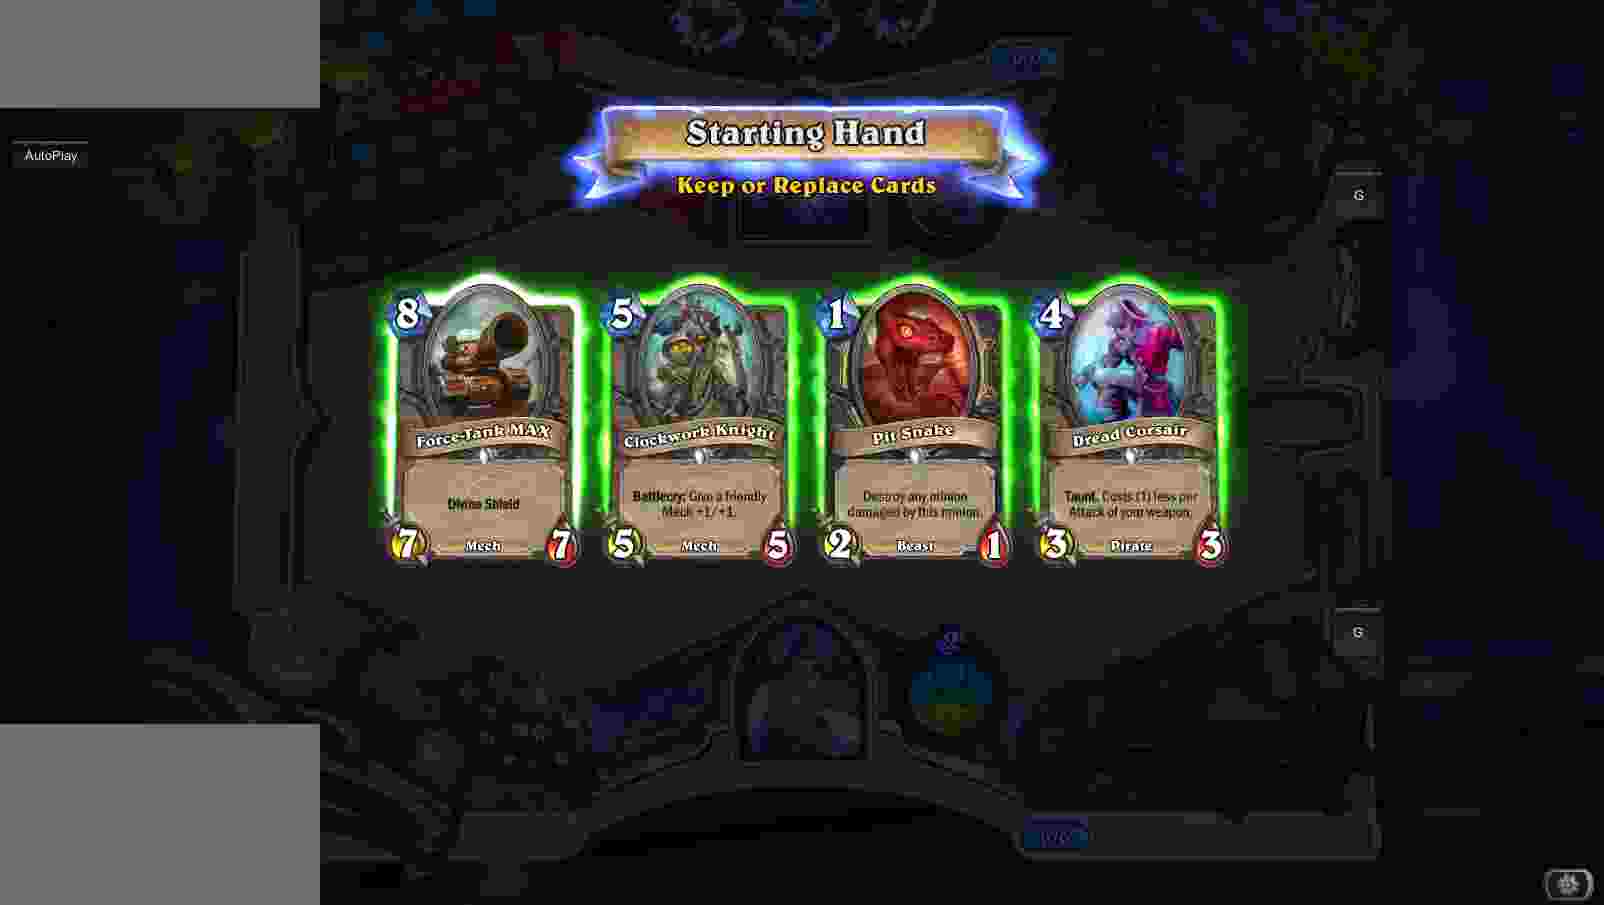 Starting Hand
Keep or Replace Cards
AutoPlay
G
8
5
1
4
Force-Tank MAX
Clockwork Knight
Pit Snake
Dread Corsair
Divine Shield
Battlecry: Give a friendly
Mech +1/+1.
Destroy any minion
damaged by this minion.
Taunt. Costs (1) less per
Attack of your weapon.
7
Mech
7
5
Mech
5
2
Beast
1
3
Pirate
3
G
2